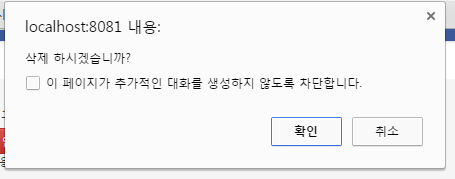 localhost:8081 내용:
삭제 하시겠습니까?
이 페이지가 추가적인 대화를 생성하지 않도록 차단합니다.
확인 취소